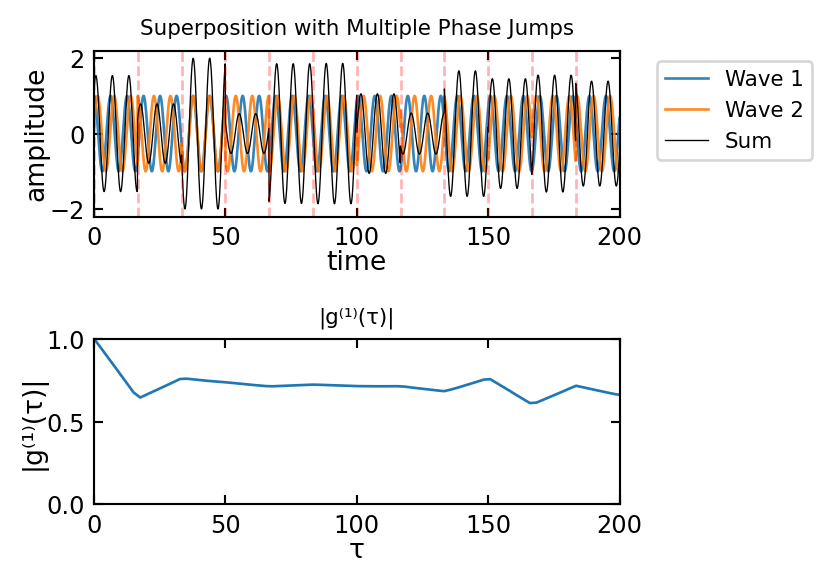 Superposition with Multiple Phase Jumps
2
0
−2
amplitude
0 50 100 150 200
time
Wave 1
Wave 2
Sum
|g⁽¹⁾(τ)|
1.0
0.5
0.0
|g⁽¹⁾(τ)|
0 50 100 150 200
τ